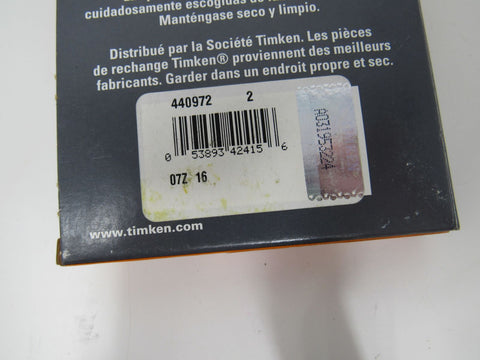 cuidadosamente escogidas de
Manténgase seco y limpio.
Distribué par la Société Timken. Les pièces
de rechange Timken® proviennent des meilleurs
fabricants. Garder dans un endroit propre et sec.
440972 2
A031953224
0 53893 42415 6
07Z 16
www.timken.com